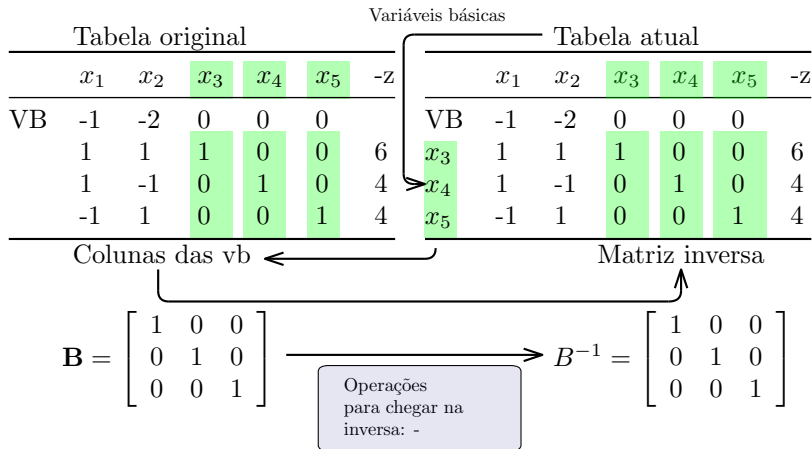 Variáveis básicas
Tabela original
x1 x2 x3 x4 x5 -z
VB -1 -2 0 0 0
1 1 1 0 0 6
1 -1 0 1 0 4
-1 1 0 0 1 4
Colunas das vb
Tabela atual
x1 x2 x3 x4 x5 -z
VB -1 -2 0 0 0
x3 1 1 1 0 0 6
x4 1 -1 0 1 0 4
x5 -1 1 0 0 1 4
Matriz inversa
B = [ 1 0 0
0 1 0
0 0 1 ]
Operações
para chegar na
inversa: -
B⁻¹ = [ 1 0 0
0 1 0
0 0 1 ]